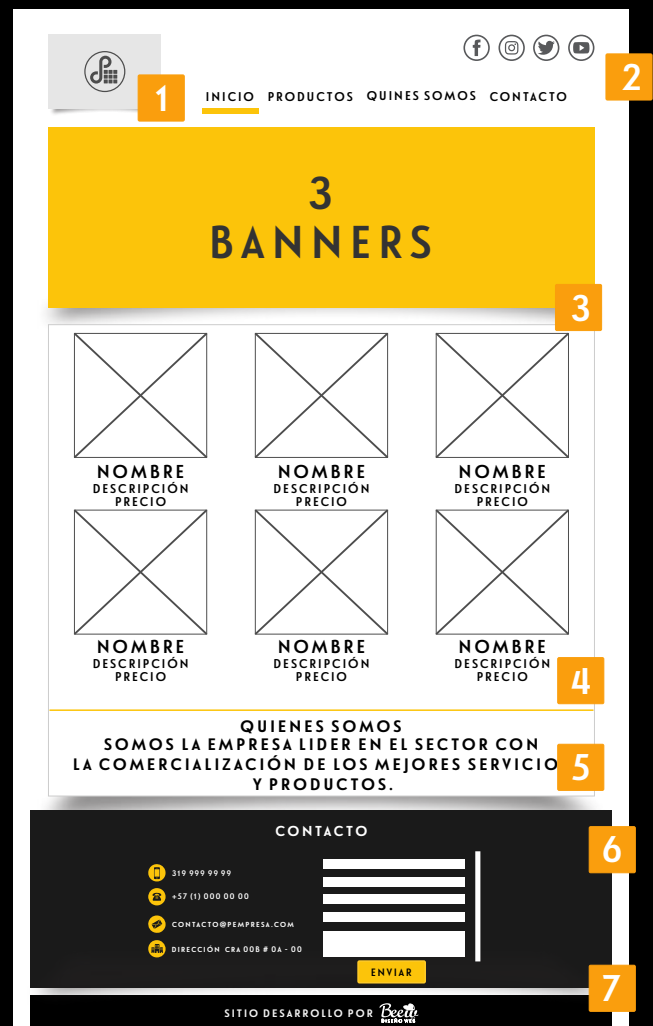 1
2
INICIO PRODUCTOS QUINES SOMOS CONTACTO
3
BANNERS
3
NOMBRE NOMBRE NOMBRE
DESCRIPCIÓN DESCRIPCIÓN DESCRIPCIÓN
PRECIO PRECIO PRECIO
NOMBRE NOMBRE NOMBRE
DESCRIPCIÓN DESCRIPCIÓN DESCRIPCIÓN
PRECIO PRECIO PRECIO
4
QUIENES SOMOS
SOMOS LA EMPRESA LIDER EN EL SECTOR CON
LA COMERCIALIZACIÓN DE LOS MEJORES SERVICIO
Y PRODUCTOS.
5
CONTACTO
6
319 999 99 99
+57 (1) 000 00 00
CONTACTO@PEMPRESA.COM
DIRECCIÓN CRA 00B # 0A - 00
ENVIAR
7
SITIO DESARROLLO POR
DISEÑO WEB